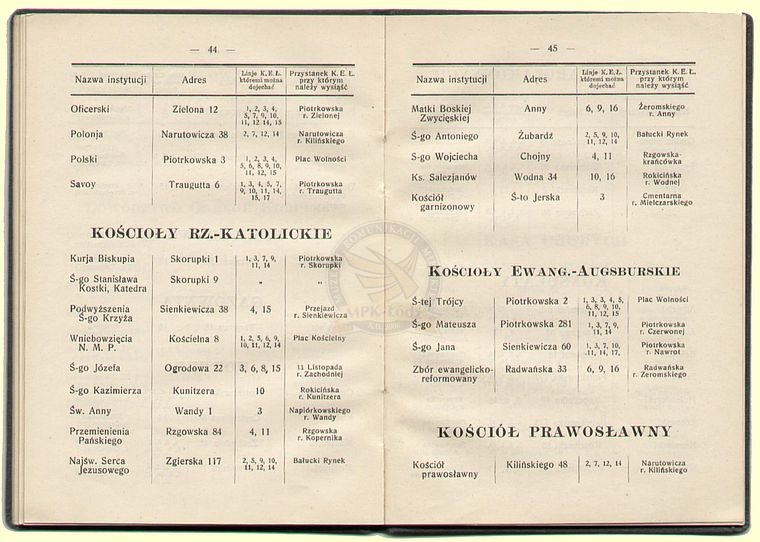 — 44 —
Nazwa instytucji Adres Linje K. E. Ł. któremi można dojechać Przystanek K. E. Ł. przy którym należy wysiąść
Oficerski Zielona 12 1, 2, 3, 4, 5, 7, 9, 10, 11, 12, 14, 15 Piotrkowska r. Zielonej
Polonja Narutowicza 38 2, 7, 12, 14 Narutowicza r. Kilińskiego
Polski Piotrkowska 3 1, 2, 3, 4, 5, 6, 8, 9, 10, 11, 12, 15 Plac Wolności
Savoy Traugutta 6 1, 3, 4, 5, 7, 9, 10, 11, 14, 15, 17 Piotrkowska r. Traugutta
KOŚCIOŁY RZ.-KATOLICKIE
Kurja Biskupia Skorupki 1 1, 3, 7, 9, 11, 14 Piotrkowska r. Skorupki
Ś-go Stanisława Kostki, Katedra Skorupki 9 „ „
Podwyższenia Ś-go Krzyża Sienkiewicza 38 4, 15 Przejazd r. Sienkiewicza
Wniebowzięcia N. M. P. Kościelna 8 1, 2, 5, 6, 9, 10, 11, 12, 14 Plac Kościelny
Ś-go Józefa Ogrodowa 22 3, 6, 8, 15 11 Listopada r. Zachodniej
Ś-go Kazimierza Kunitzera 10 Rokicińska r. Kunitzera
Św. Anny Wandy 1 3 Napiórkowskiego r. Wandy
Przemienienia Pańskiego Rzgowska 84 4, 11 Rzgowska r. Kopernika
Najśw. Serca Jezusowego Zgierska 117 2, 5, 9, 10, 11, 12, 14 Bałucki Rynek
— 45 —
Nazwa instytucji Adres Linje K. E. Ł. któremi można dojechać Przystanek K. E. Ł. przy którym należy wysiąść
Matki Boskiej Zwycięskiej Anny 6, 9, 16 Żeromskiego r. Anny
Ś-go Antoniego Żubardź 2, 5, 9, 10, 11, 12, 14 Bałucki Rynek
Ś-go Wojciecha Chojny 4, 11 Rzgowska-krańcówka
Ks. Salezjanów Wodna 34 10, 16 Rokicińska r. Wodnej
Kościół garnizonowy Ś-to Jerska 3 Cmentarna r. Mielczarskiego
KOŚCIOŁY EWANG.-AUGSBURSKIE
Ś-tej Trójcy Piotrkowska 2 1, 3, 3, 4, 5, 6, 8, 9, 10, 11, 12, 15 Plac Wolności
Ś-go Mateusza Piotrkowska 281 1, 3, 7, 9, 11, 14 Piotrkowska r. Czerwonej
Ś-go Jana Sienkiewicza 60 1, 3, 7, 10, 11, 14, 17, Piotrkowska r. Nawrot
Zbór ewangelicko-reformowany Radwańska 33 6, 9, 16 Radwańska r. Żeromskiego
KOŚCIÓŁ PRAWOSŁAWNY
Kościół prawosławny Kilińskiego 48 2, 7, 12, 14 Narutowicza r. Kilińskiego
MPK-Łódź